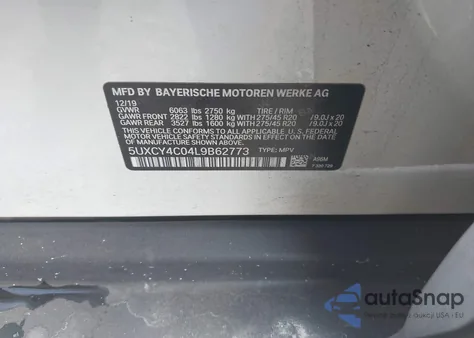 MFD BY BAYERISCHE MOTOREN WERKE AG
12/19
GVWR 6063 lbs 2750 kg TIRE / RIM
GAWR FRONT 2822 lbs 1280 kg WITH 275/45 R20 /9.0J x 20
GAWR REAR 3527 lbs 1600 kg WITH 275/45 R20 /9.0J x 20
THIS VEHICLE CONFORMS TO ALL APPLICABLE U.S. FEDERAL
MOTOR VEHICLE SAFETY STANDARDS IN EFFECT ON
THE DATE OF MANUFACTURE SHOWN ABOVE.
5UXCY4C04L9B62773 TYPE: MPV
autoSnap